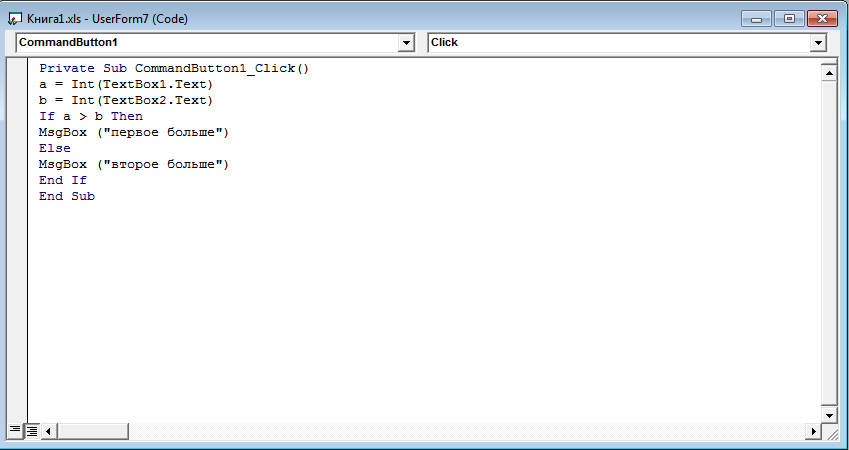 Книга1.xls - UserForm7 (Code)
CommandButton1 Click
Private Sub CommandButton1_Click()
a = Int(TextBox1.Text)
b = Int(TextBox2.Text)
If a > b Then
MsgBox ("первое больше")
Else
MsgBox ("второе больше")
End If
End Sub